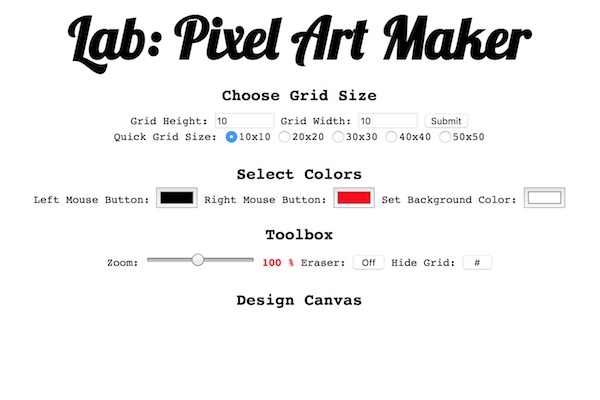 Lab: Pixel Art Maker
Choose Grid Size
Grid Height: 10 Grid Width: 10 Submit
Quick Grid Size: 10x10 20x20 30x30 40x40 50x50
Select Colors
Left Mouse Button: Right Mouse Button: Set Background Color:
Toolbox
Zoom: 100 % Eraser: Off Hide Grid: #
Design Canvas